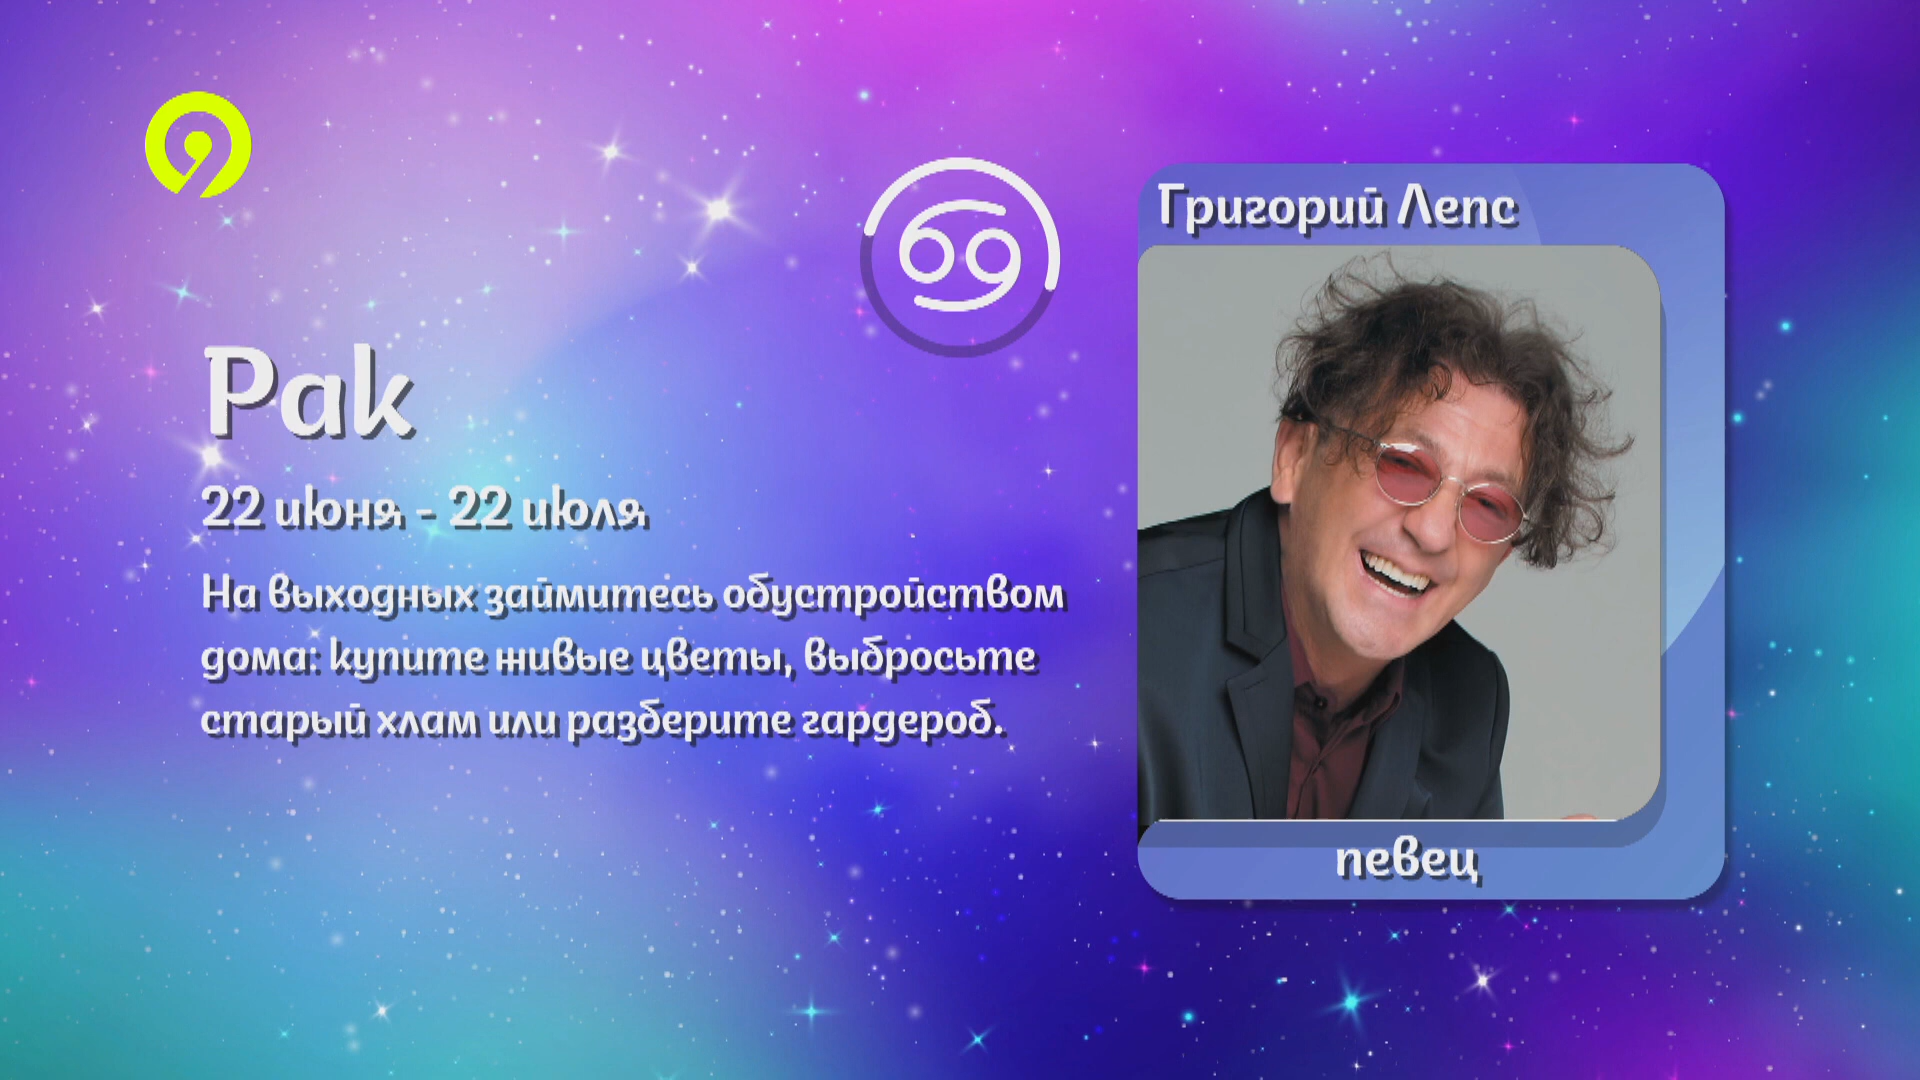 Григорий Лепс
Рак
22 июня - 22 июля
На выходных займитесь обустройством
дома: купите живые цветы, выбросьте
старый хлам или разберите гардероб.
певец